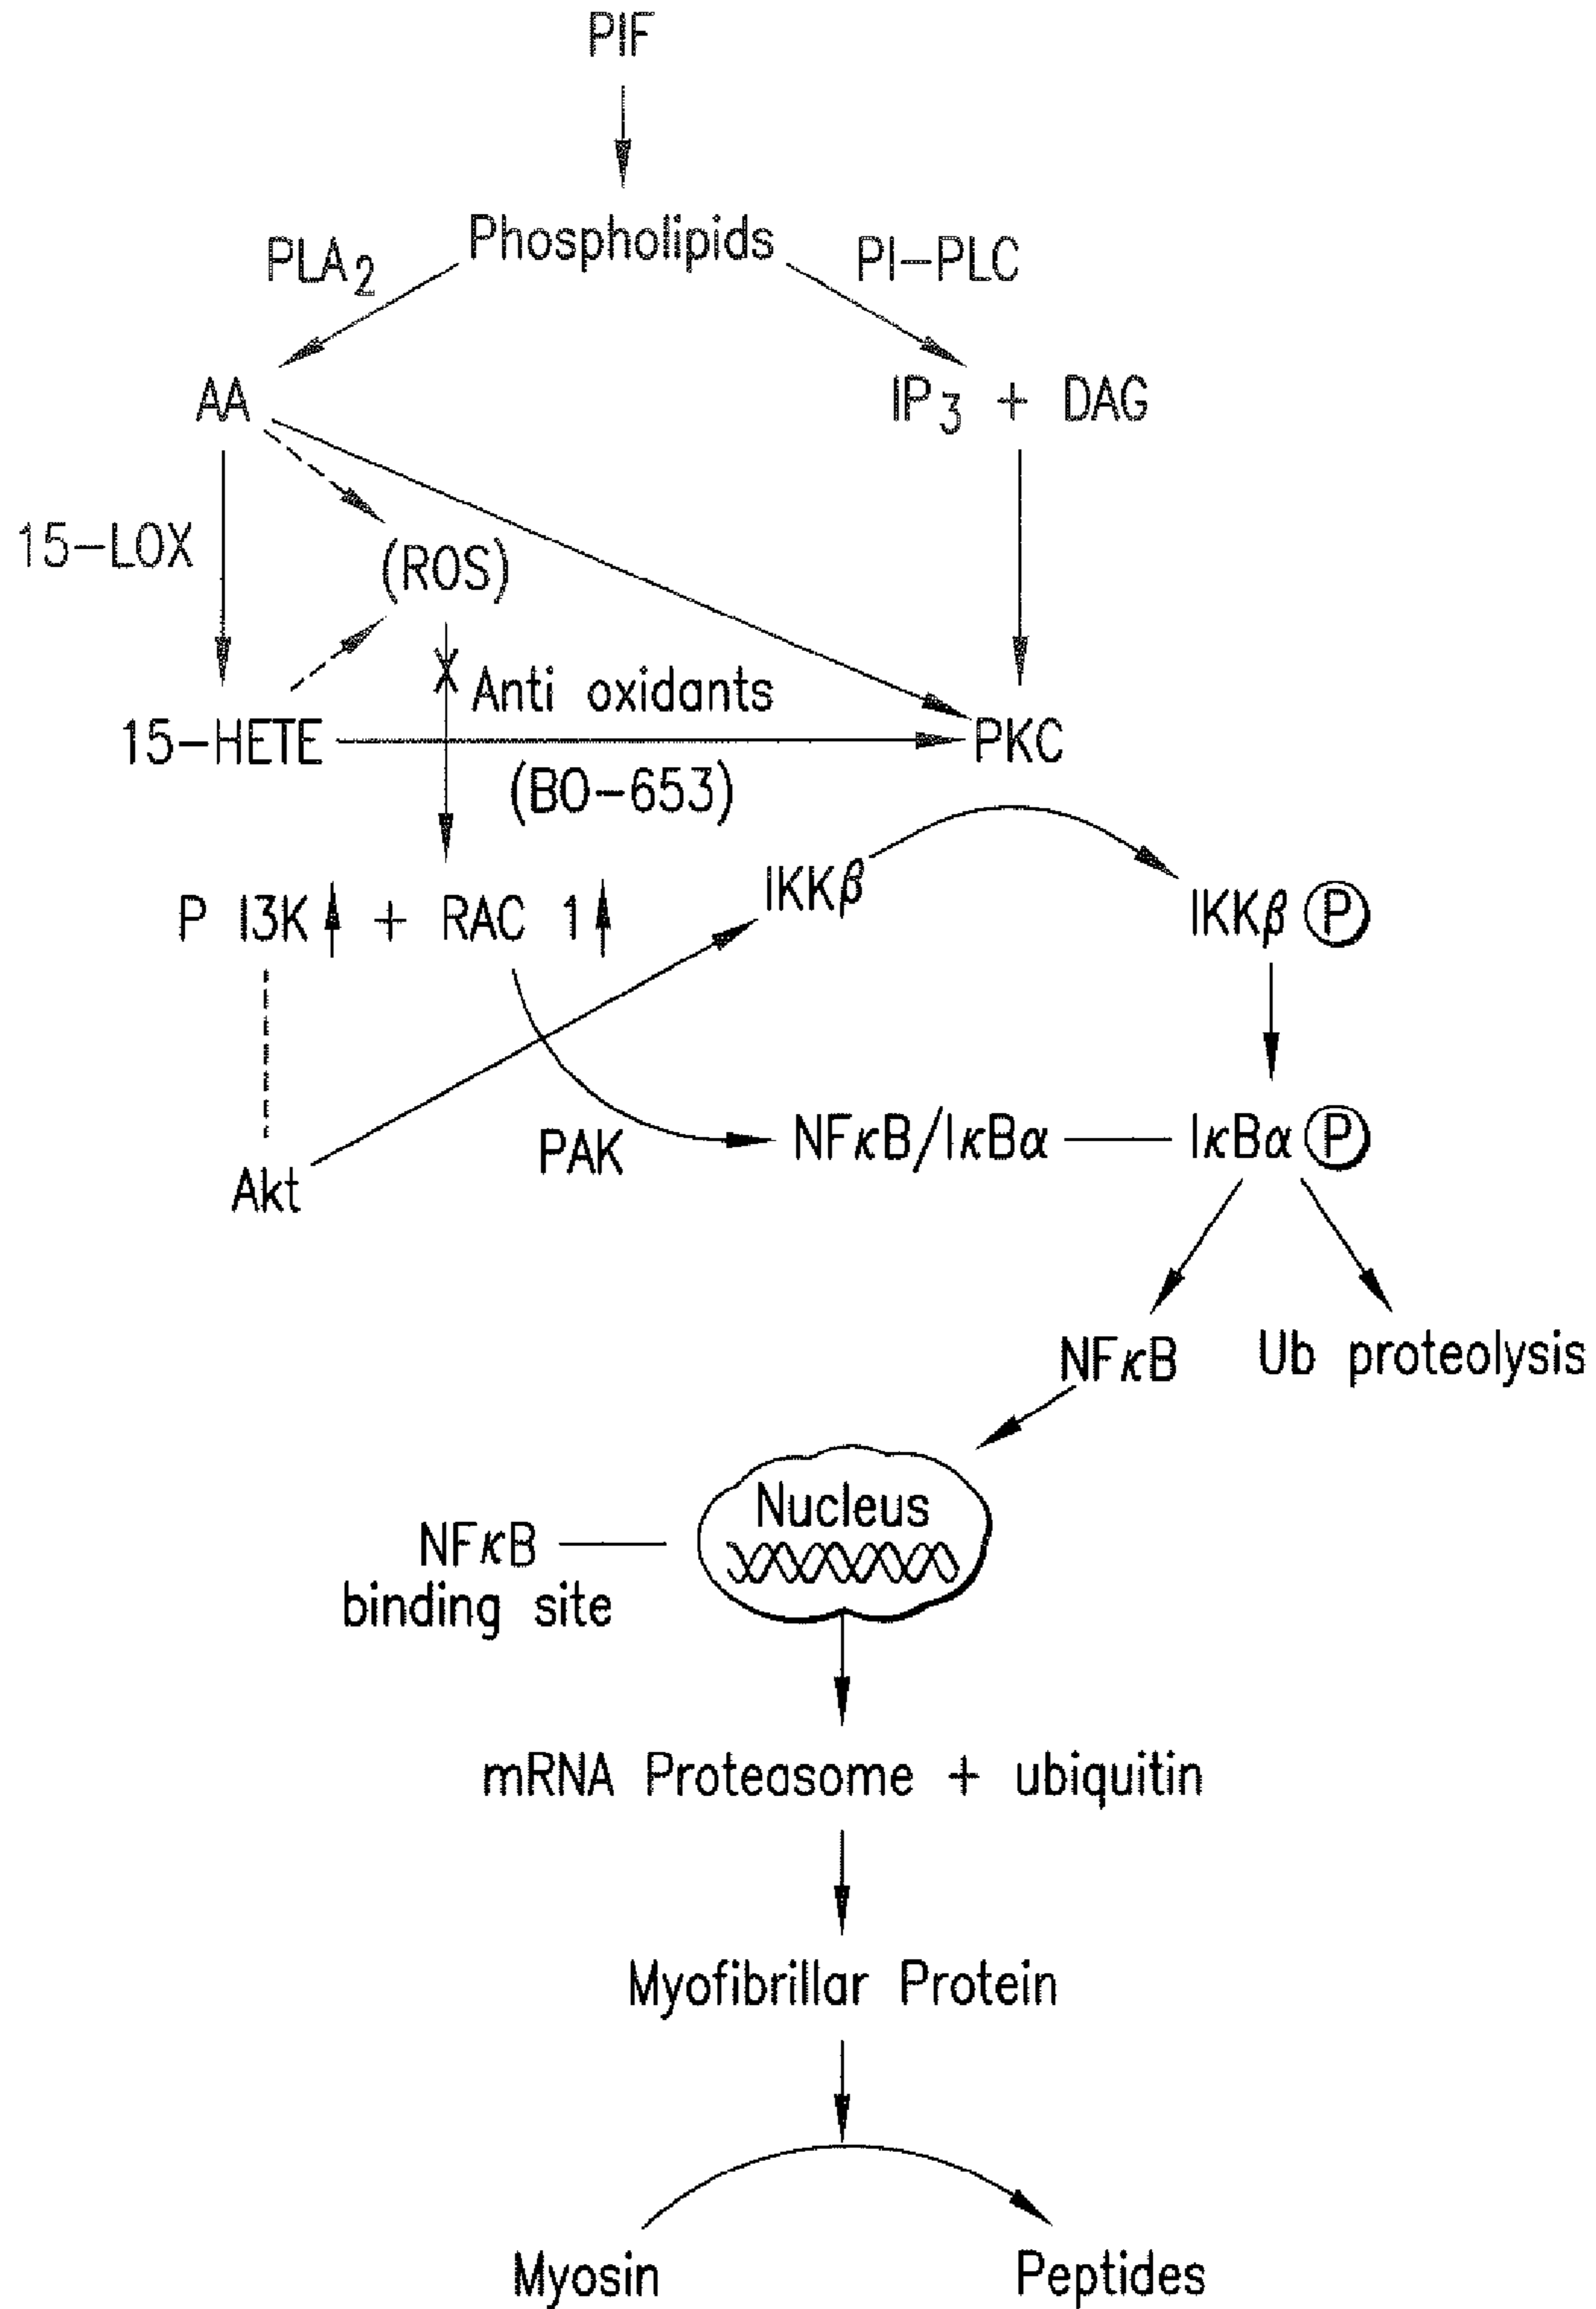 PIF
PLA2 Phospholipids PI-PLC
AA IP3 + DAG
15-LOX (ROS)
Anti oxidants
15-HETE PKC
(BO-653)
P I3K + RAC 1 IKKβ IKKβ P
PAK NFκB/IκBα IκBα P
Akt
NFκB Ub proteolysis
Nucleus
NFκB
binding site
mRNA Proteasome + ubiquitin
Myofibrillar Protein
Myosin Peptides